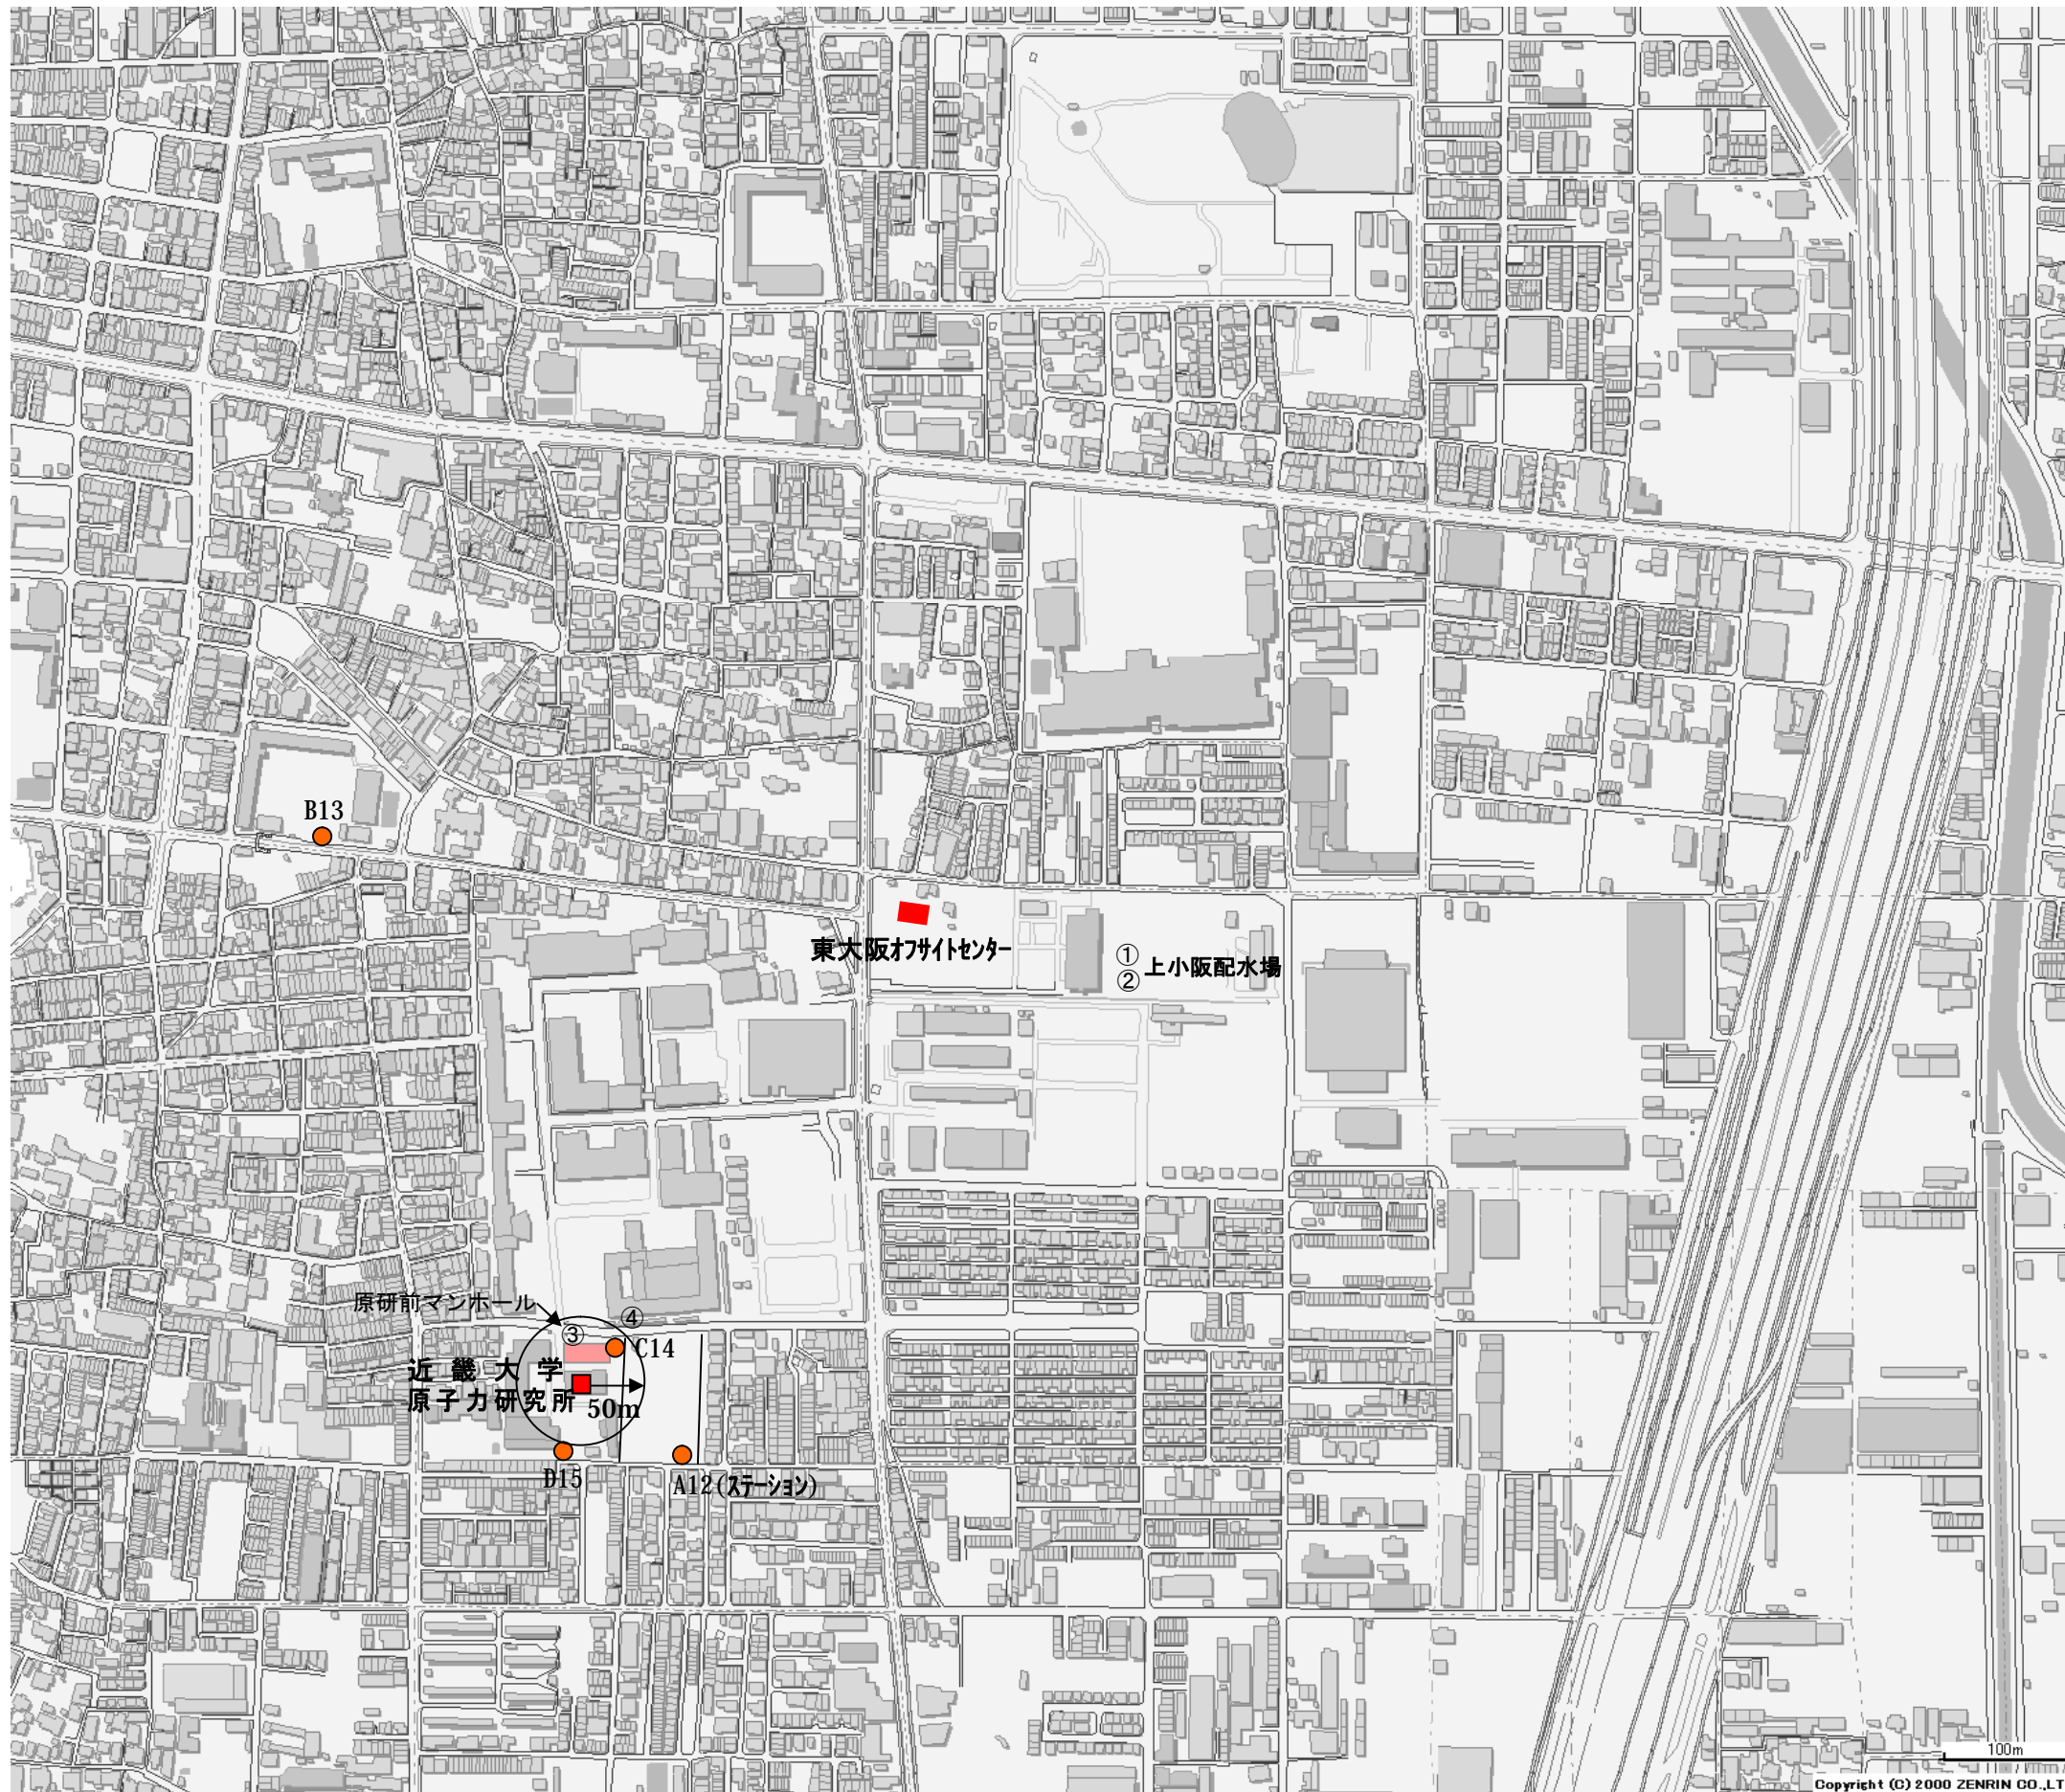 B13
東大阪オフサイトセンター
①
②
上小阪配水場
原研前マンホール
④
③
C14
近畿大学
原子力研究所
50m
D15
A12(ステーション)
100m
Copyright (C) 2000 ZENRIN CO.,L